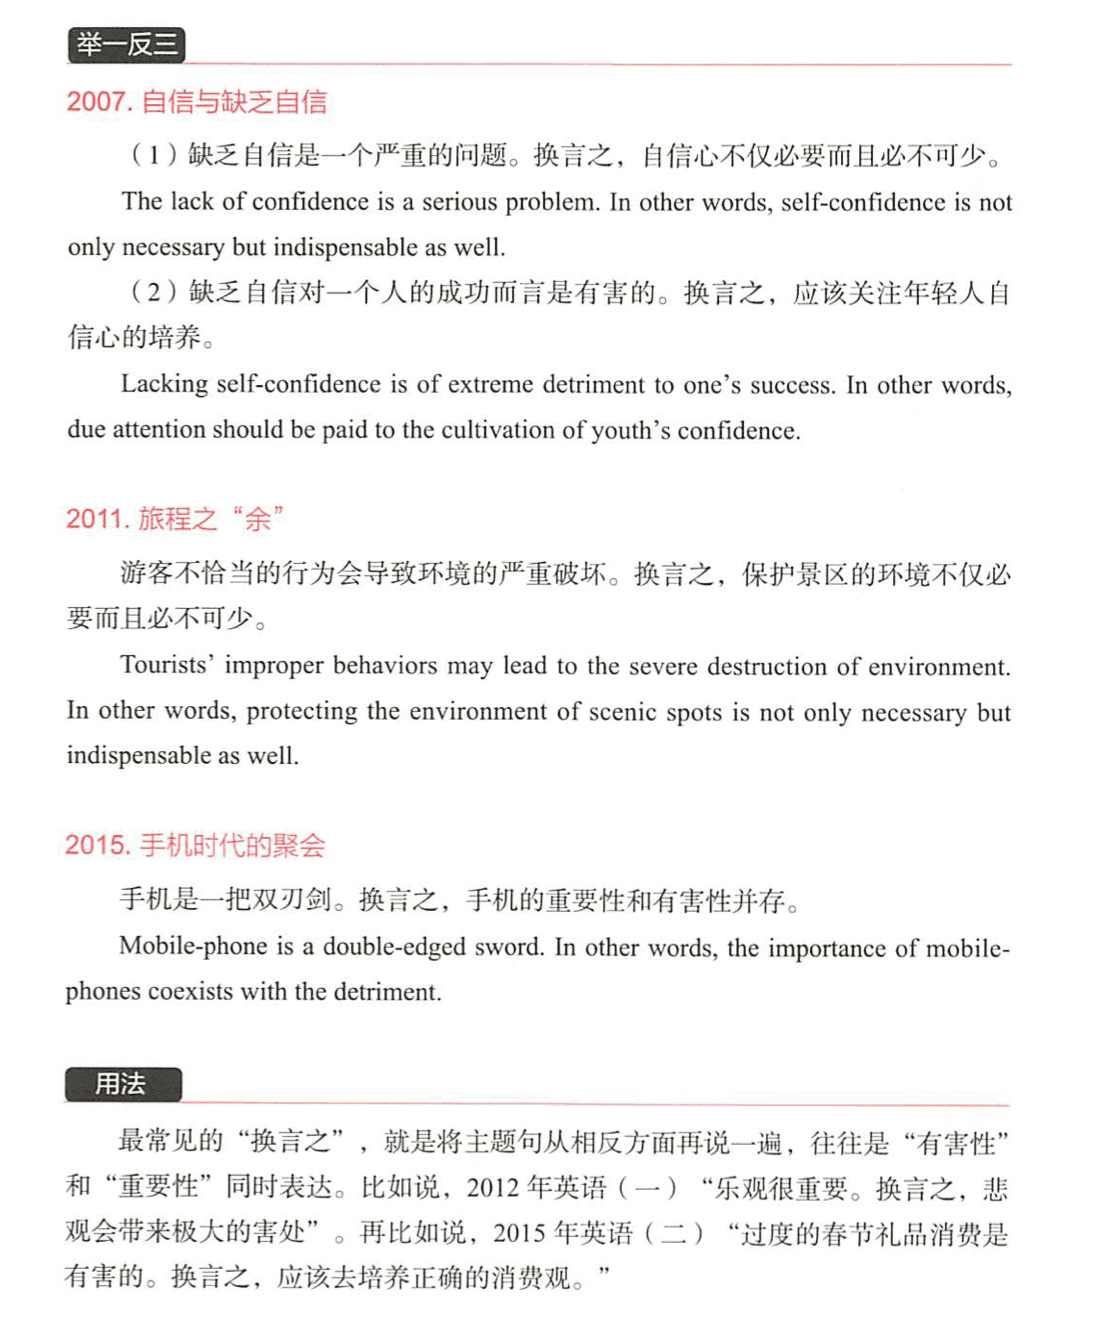 举一反三
2007. 自信与缺乏自信
（1）缺乏自信是一个严重的问题。换言之，自信心不仅必要而且必不可少。
The lack of confidence is a serious problem. In other words, self-confidence is not
only necessary but indispensable as well.
（2）缺乏自信对一个人的成功而言是有害的。换言之，应该关注年轻人自
信心的培养。
Lacking self-confidence is of extreme detriment to one’s success. In other words,
due attention should be paid to the cultivation of youth’s confidence.
2011. 旅程之“余”
游客不恰当的行为会导致环境的严重破坏。换言之，保护景区的环境不仅必
要而且必不可少。
Tourists’ improper behaviors may lead to the severe destruction of environment.
In other words, protecting the environment of scenic spots is not only necessary but
indispensable as well.
2015. 手机时代的聚会
手机是一把双刃剑。换言之，手机的重要性和有害性并存。
Mobile-phone is a double-edged sword. In other words, the importance of mobile-
phones coexists with the detriment.
用法
最常见的“换言之”，就是将主题句从相反方面再说一遍，往往是“有害性”
和“重要性”同时表达。比如说，2012 年英语（一）“乐观很重要。换言之，悲
观会带来极大的害处”。再比如说，2015 年英语（二）“过度的春节礼品消费是
有害的。换言之，应该去培养正确的消费观。”